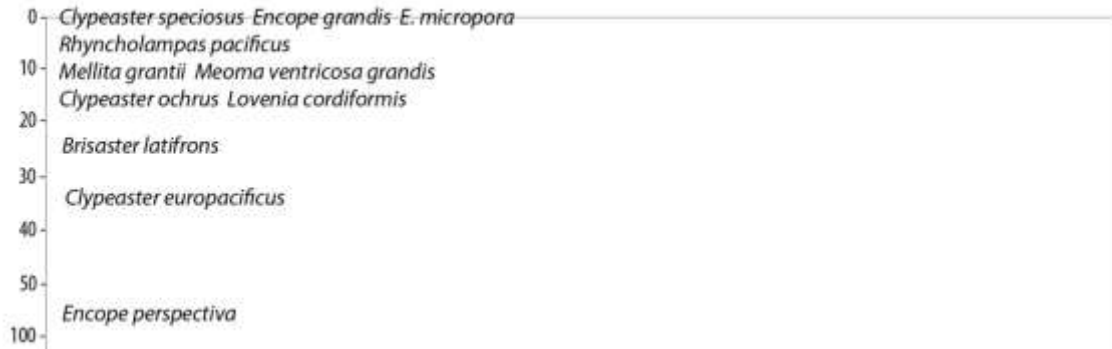 0 Clypeaster speciosus Encope grandis E. micropora
Rhyncholampas pacificus
10 Mellita grantii Meoma ventricosa grandis
Clypeaster ochrus Lovenia cordiformis
20
Brisaster latifrons
30
Clypeaster europacificus
40
50
Encope perspectiva
100